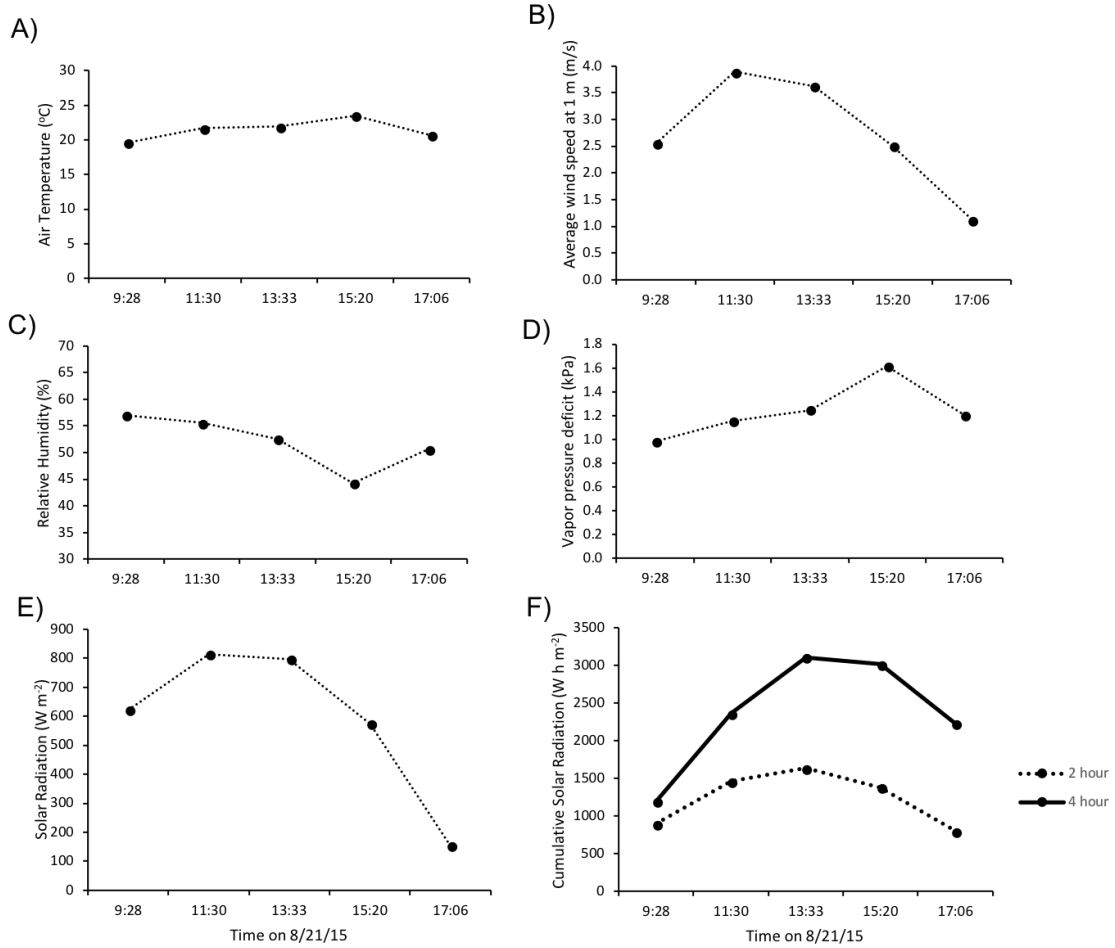 A)
Air Temperature (°C)
30
25
20
15
10
5
0
9:28 11:30 13:33 15:20 17:06
B)
Average wind speed at 1 m (m/s)
4.0
3.5
3.0
2.5
2.0
1.5
1.0
0.5
0.0
9:28 11:30 13:33 15:20 17:06
C)
Relative Humidity (%)
70
65
60
55
50
45
40
35
30
9:28 11:30 13:33 15:20 17:06
D)
Vapor pressure deficit (kPa)
1.8
1.6
1.4
1.2
1.0
0.8
0.6
0.4
0.2
0.0
9:28 11:30 13:33 15:20 17:06
E)
Solar Radiation (W m⁻²)
900
800
700
600
500
400
300
200
100
0
9:28 11:30 13:33 15:20 17:06
Time on 8/21/15
F)
Cumulative Solar Radiation (W h m⁻²)
3500
3000
2500
2000
1500
1000
500
0
9:28 11:30 13:33 15:20 17:06
Time on 8/21/15
2 hour
4 hour